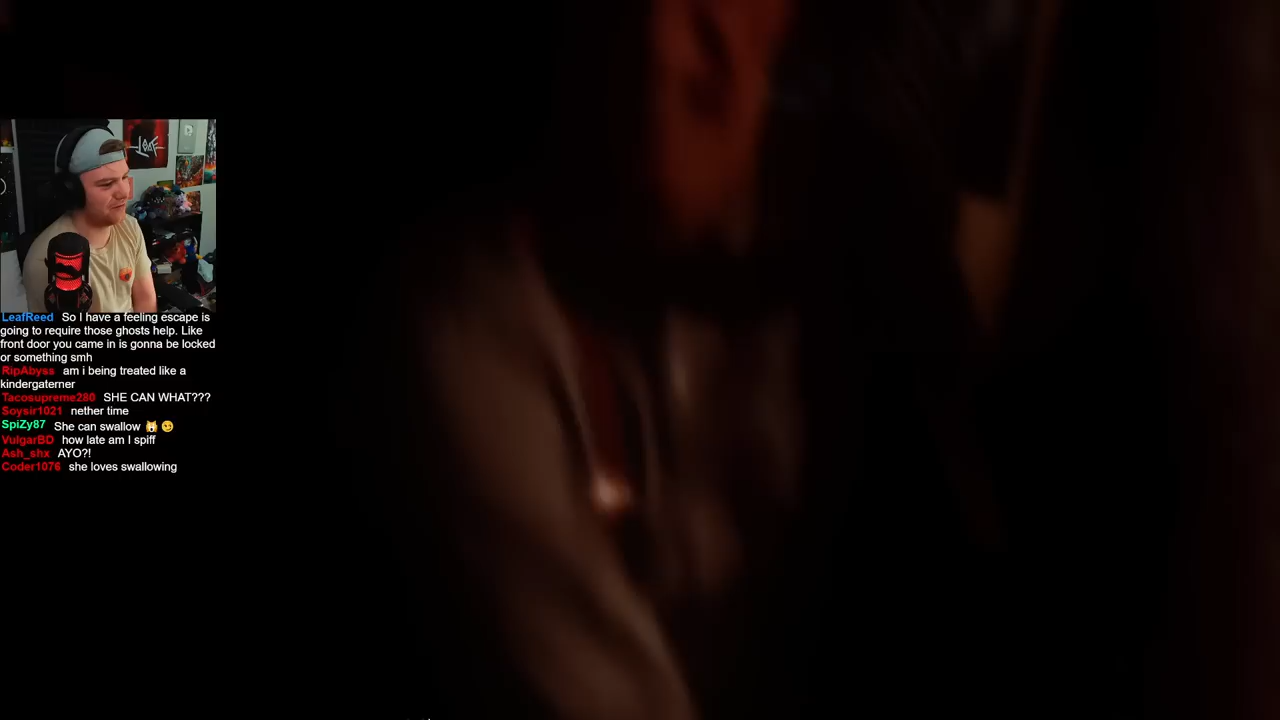 LOAF
LeafReed So I have a feeling escape is
going to require those ghosts help. Like
front door you came in is gonna be locked
or something smh
RipAbyss am i being treated like a
kindergaterner
Tacosupreme280 SHE CAN WHAT???
Soysir1021 nether time
SpiZy87 She can swallow 🙀 😏
VulgarBD how late am I spiff
Ash_shx AYO?!
Coder1076 she loves swallowing